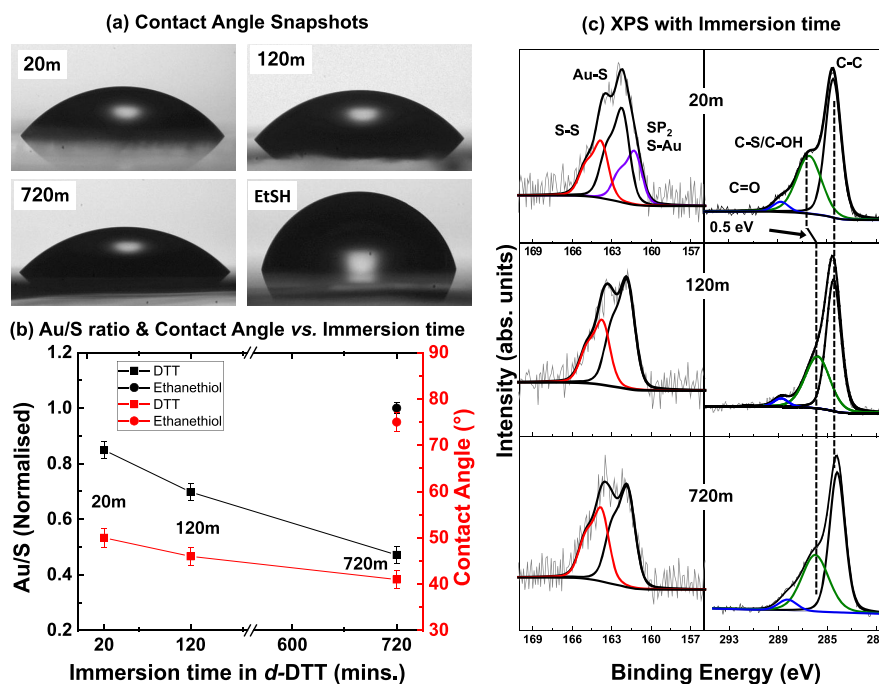 (a) Contact Angle Snapshots
20m
120m
720m
EtSH
(b) Au/S ratio & Contact Angle vs. Immersion time
1.2
1.0
0.8
0.6
0.4
0.2
Au/S (Normalised)
DTT
Ethanethiol
DTT
Ethanethiol
20m
120m
720m
90
80
70
60
50
40
30
Contact Angle (°)
20
120
600
720
Immersion time in d-DTT (mins.)
(c) XPS with Immersion time
Au-S
S-S
SP2
S-Au
20m
C-C
C-S/C-OH
C=O
0.5 eV
169 166 163 160 157
120m
Intensity (abs. units)
720m
169 166 163 160 157
293 289 285
Binding Energy (eV)